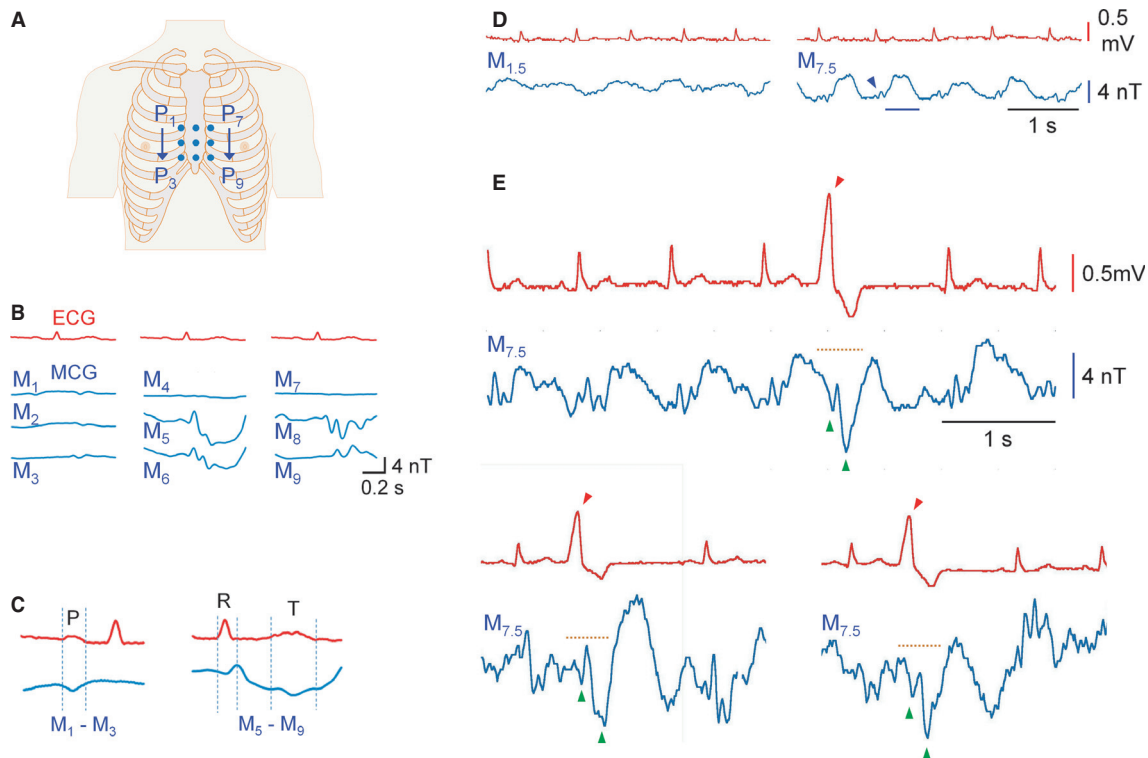 A
P1 P7
P3 P9
B
ECG
MCG
M1 M4 M7
M2 M5 M8
M3 M6 M9
4 nT
0.2 s
C
P R T
M1 - M3 M5 - M9
D
0.5 mV
M1.5 M7.5
4 nT
1 s
E
0.5mV
M7.5
4 nT
1 s
M7.5 M7.5